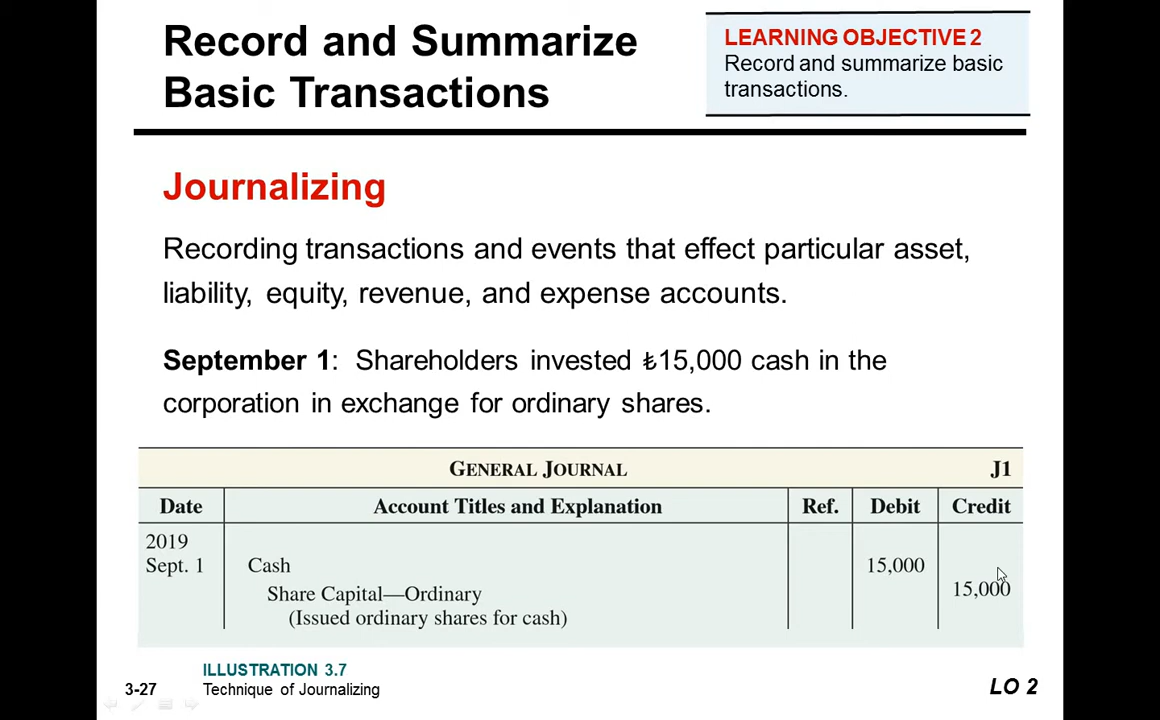 Record and Summarize
Basic Transactions
LEARNING OBJECTIVE 2
Record and summarize basic
transactions.
Journalizing
Recording transactions and events that effect particular asset,
liability, equity, revenue, and expense accounts.
September 1: Shareholders invested ₺15,000 cash in the
corporation in exchange for ordinary shares.
GENERAL JOURNAL J1
Date Account Titles and Explanation Ref. Debit Credit
2019
Sept. 1 Cash 15,000
Share Capital—Ordinary 15,000
(Issued ordinary shares for cash)
ILLUSTRATION 3.7
3-27 Technique of Journalizing LO 2